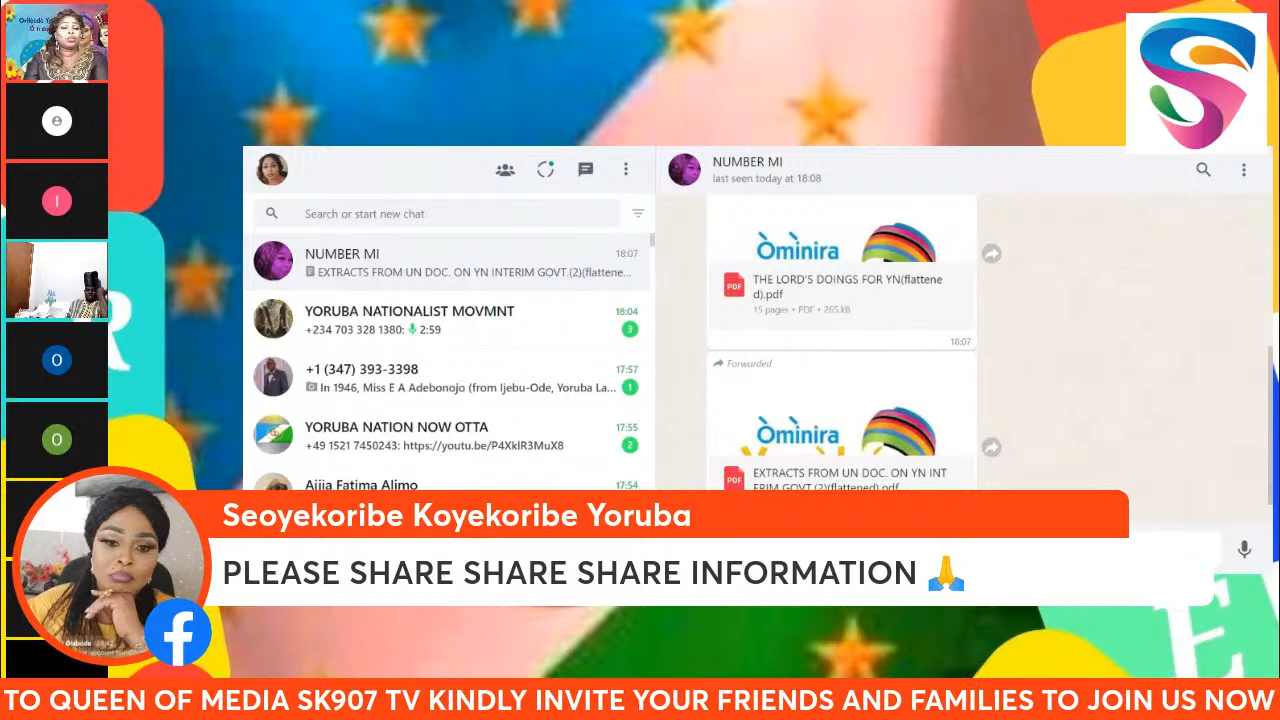 NUMBER MI
last seen today at 18:08
Search or start new chat
NUMBER MI
18:07
EXTRACTS FROM UN DOC. ON YN INTERIM GOVT.(2)(flattene...
YORUBA NATIONALIST MOVMNT
18:04
+234 703 328 1380: 2:59
3
+1 (347) 393-3398
17:57
In 1946, Miss E A Adebonojo (from Ijebu-Ode, Yoruba La...
1
YORUBA NATION NOW OTTA
17:55
+49 1521 7450243: https://youtu.be/P4XkIR3MuX8
2
Ajija Fatima Alimo
17:54
Òminira
PDF
THE LORD'S DOINGS FOR YN(flattene
d).pdf
15 pages • PDF • 265 kB
18:07
Forwarded
Òminira
PDF
EXTRACTS FROM UN DOC. ON YN INT
ERIM GOVT.(2)(flattened).pdf
I
O
O
R
E
Seoyekoribe Koyekoribe Yoruba
PLEASE SHARE SHARE SHARE INFORMATION 🙏
TO QUEEN OF MEDIA SK907 TV KINDLY INVITE YOUR FRIENDS AND FAMILIES TO JOIN US NOW